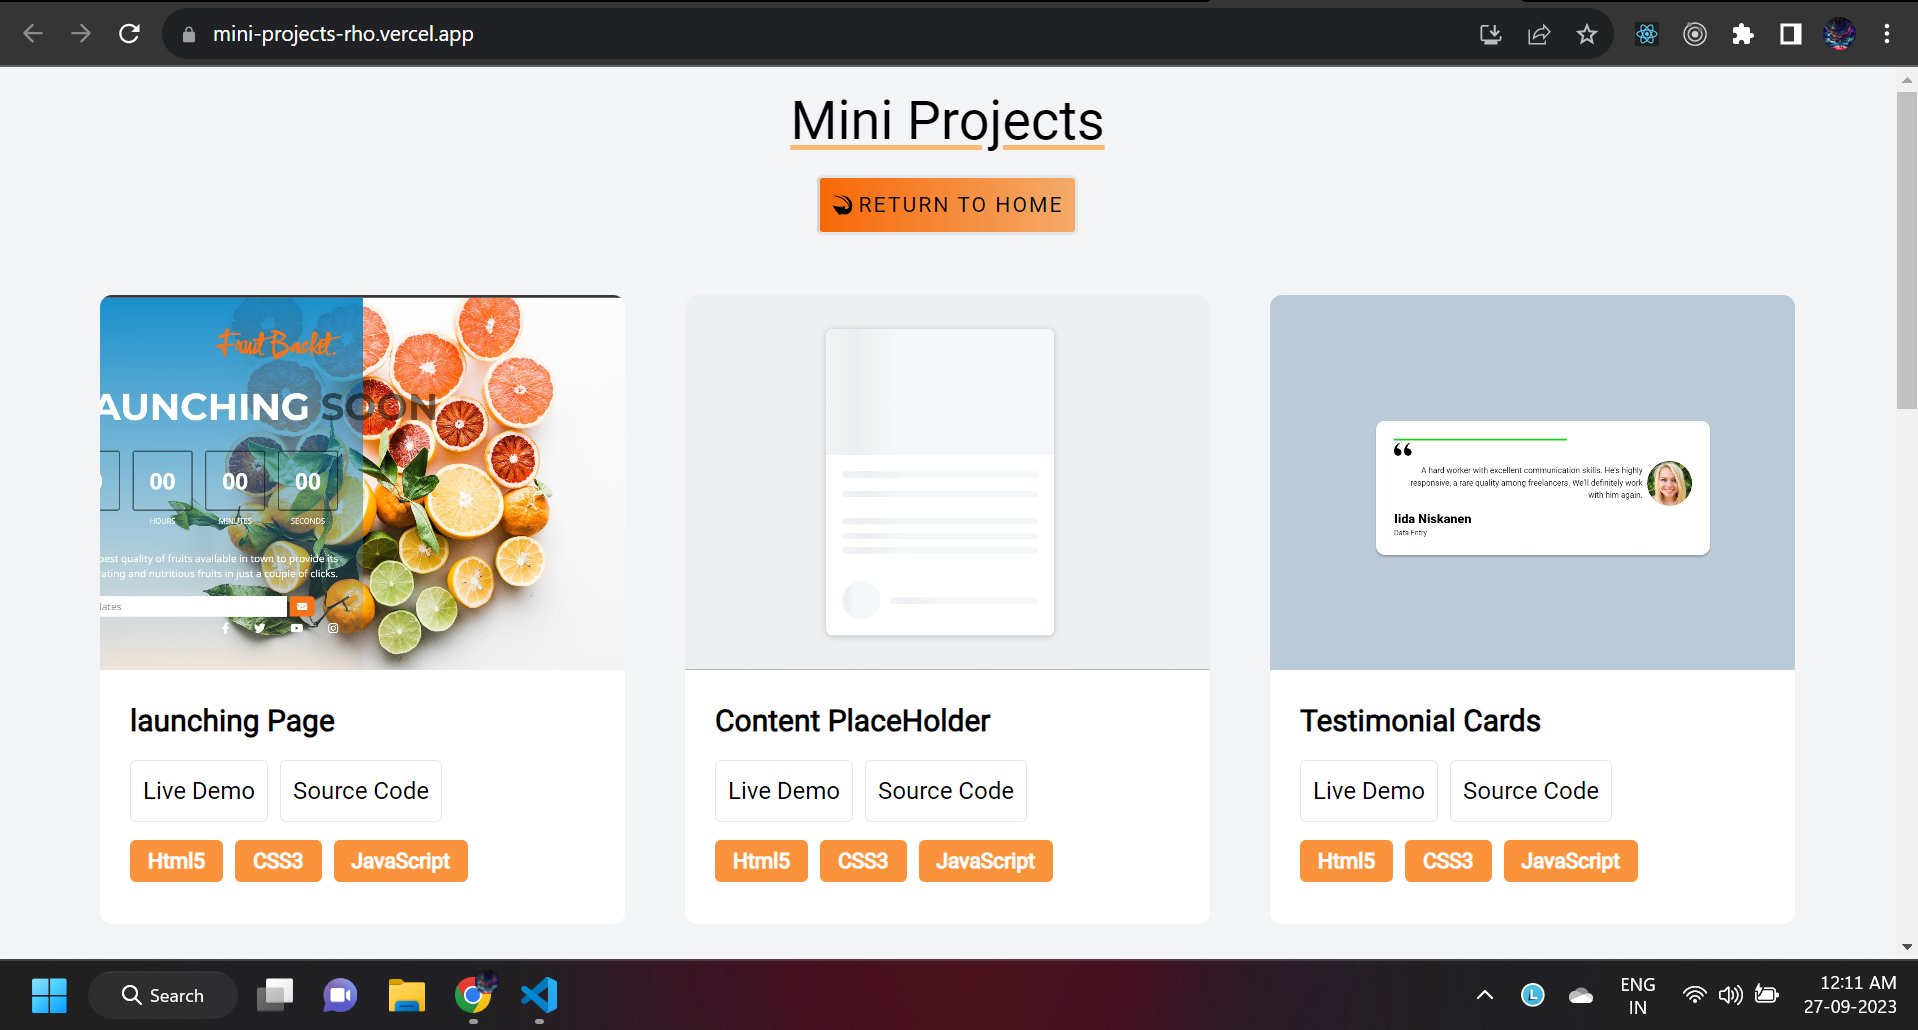 mini-projects-rho.vercel.app
Mini Projects
RETURN TO HOME
Fruit Basket.
AUNCHING SOON
00 00 00
HOURS MINUTES SECONDS
best quality of fruits available in town to provide its
rating and nutritious fruits in just a couple of clicks.
lates
launching Page
Live Demo Source Code
Html5 CSS3 JavaScript
Content PlaceHolder
Live Demo Source Code
Html5 CSS3 JavaScript
“
A hard worker with excellent communication skills. He's highly
responsive, a rare quality among freelancers. We'll definitely work
with him again.
Iida Niskanen
Data Entry
Testimonial Cards
Live Demo Source Code
Html5 CSS3 JavaScript
Search
L
ENG
IN
12:11 AM
27-09-2023